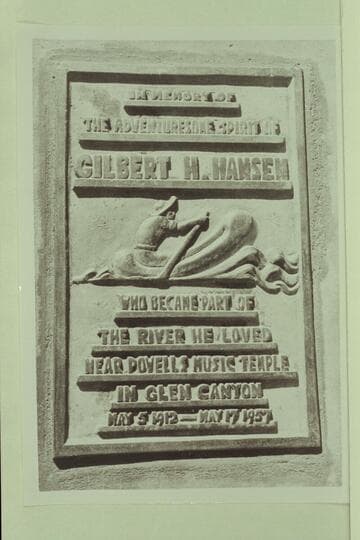 IN MEMORY OF
THE ADVENTURESOME SPIRIT OF
GILBERT H. HANSEN
WHO BECAME PART OF
THE RIVER HE LOVED
NEAR DOVELL'S MUSIC TEMPLE
IN GLEN CANYON
MAY 5 1912 — MAY 17 1957